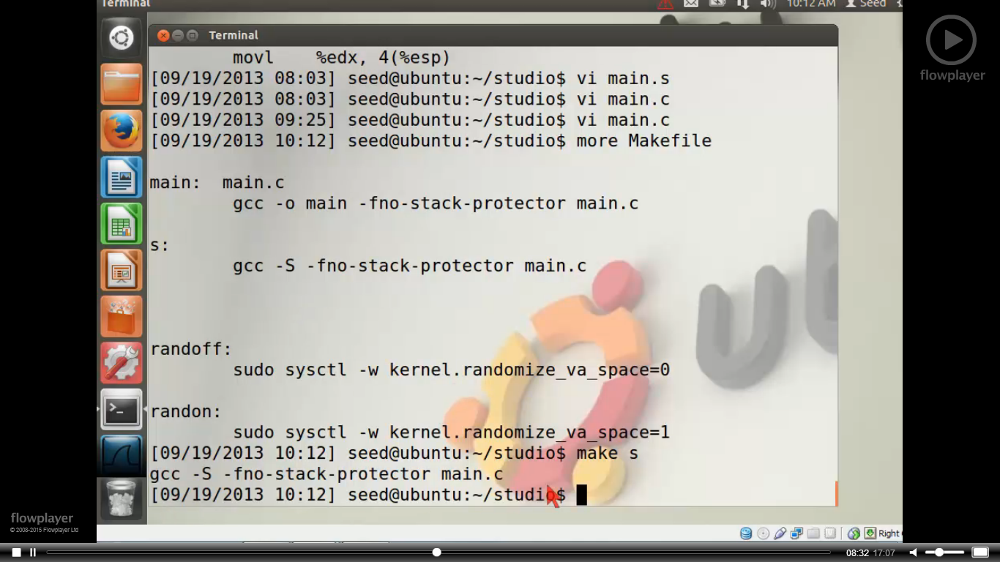 Terminal
10:12 AM
Seed
Terminal
flowplayer
movl %edx, 4(%esp)
[09/19/2013 08:03] seed@ubuntu:~/studio$ vi main.s
[09/19/2013 08:03] seed@ubuntu:~/studio$ vi main.c
[09/19/2013 09:25] seed@ubuntu:~/studio$ vi main.c
[09/19/2013 10:12] seed@ubuntu:~/studio$ more Makefile
main: main.c
gcc -o main -fno-stack-protector main.c
s:
gcc -S -fno-stack-protector main.c
randoff:
sudo sysctl -w kernel.randomize_va_space=0
randon:
sudo sysctl -w kernel.randomize_va_space=1
[09/19/2013 10:12] seed@ubuntu:~/studio$ make s
gcc -S -fno-stack-protector main.c
[09/19/2013 10:12] seed@ubuntu:~/studio$
ub
flowplayer
© 2008-2015 Flowplayer Ltd
Right
08:32 17:07